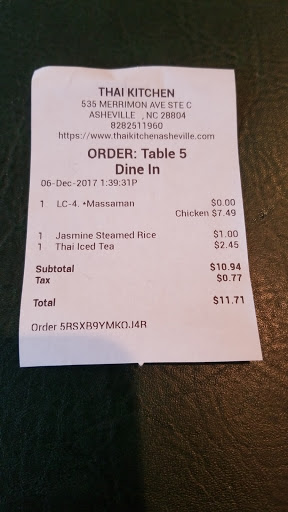 THAI KITCHEN
535 MERRIMON AVE STE C
ASHEVILLE , NC 28804
8282511960
https://www.thaikitchenasheville.com
ORDER: Table 5
Dine In
06-Dec-2017 1:39:31P
1 LC-4. •Massaman $0.00
Chicken $7.49
1 Jasmine Steamed Rice $1.00
1 Thai Iced Tea $2.45
Subtotal $10.94
Tax $0.77
Total $11.71
Order 5BSXB9YMKQJ4R